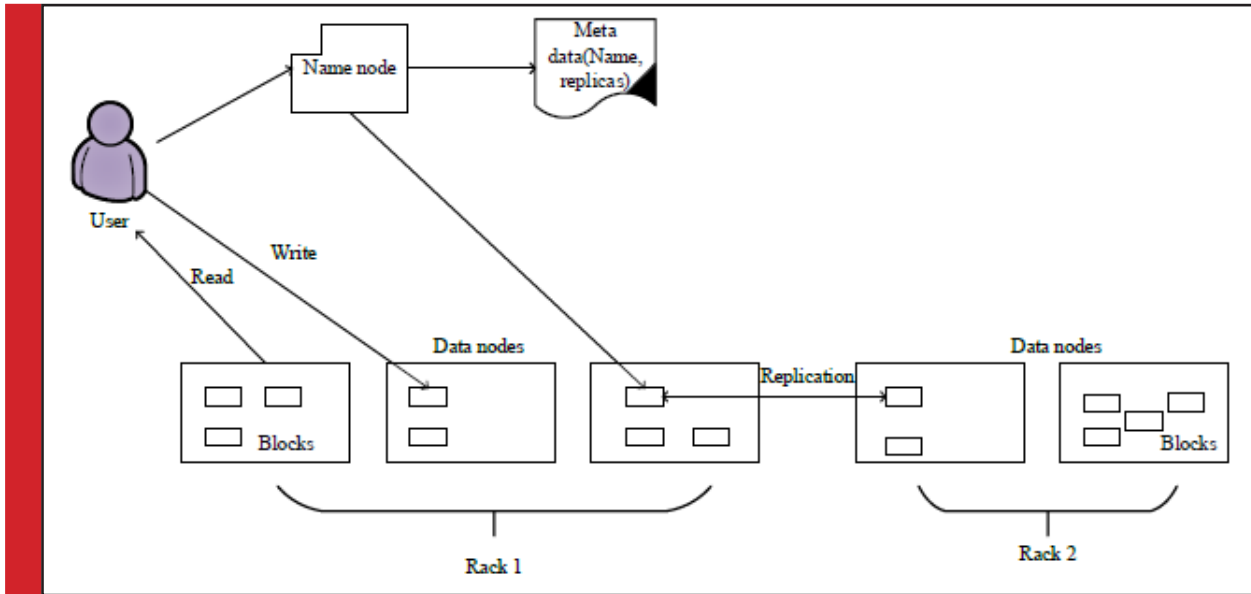 Meta
data(Name,
replicas)
Name node
User
Write
Read
Data nodes
Data nodes
Replication
Blocks
Blocks
Rack 1
Rack 2